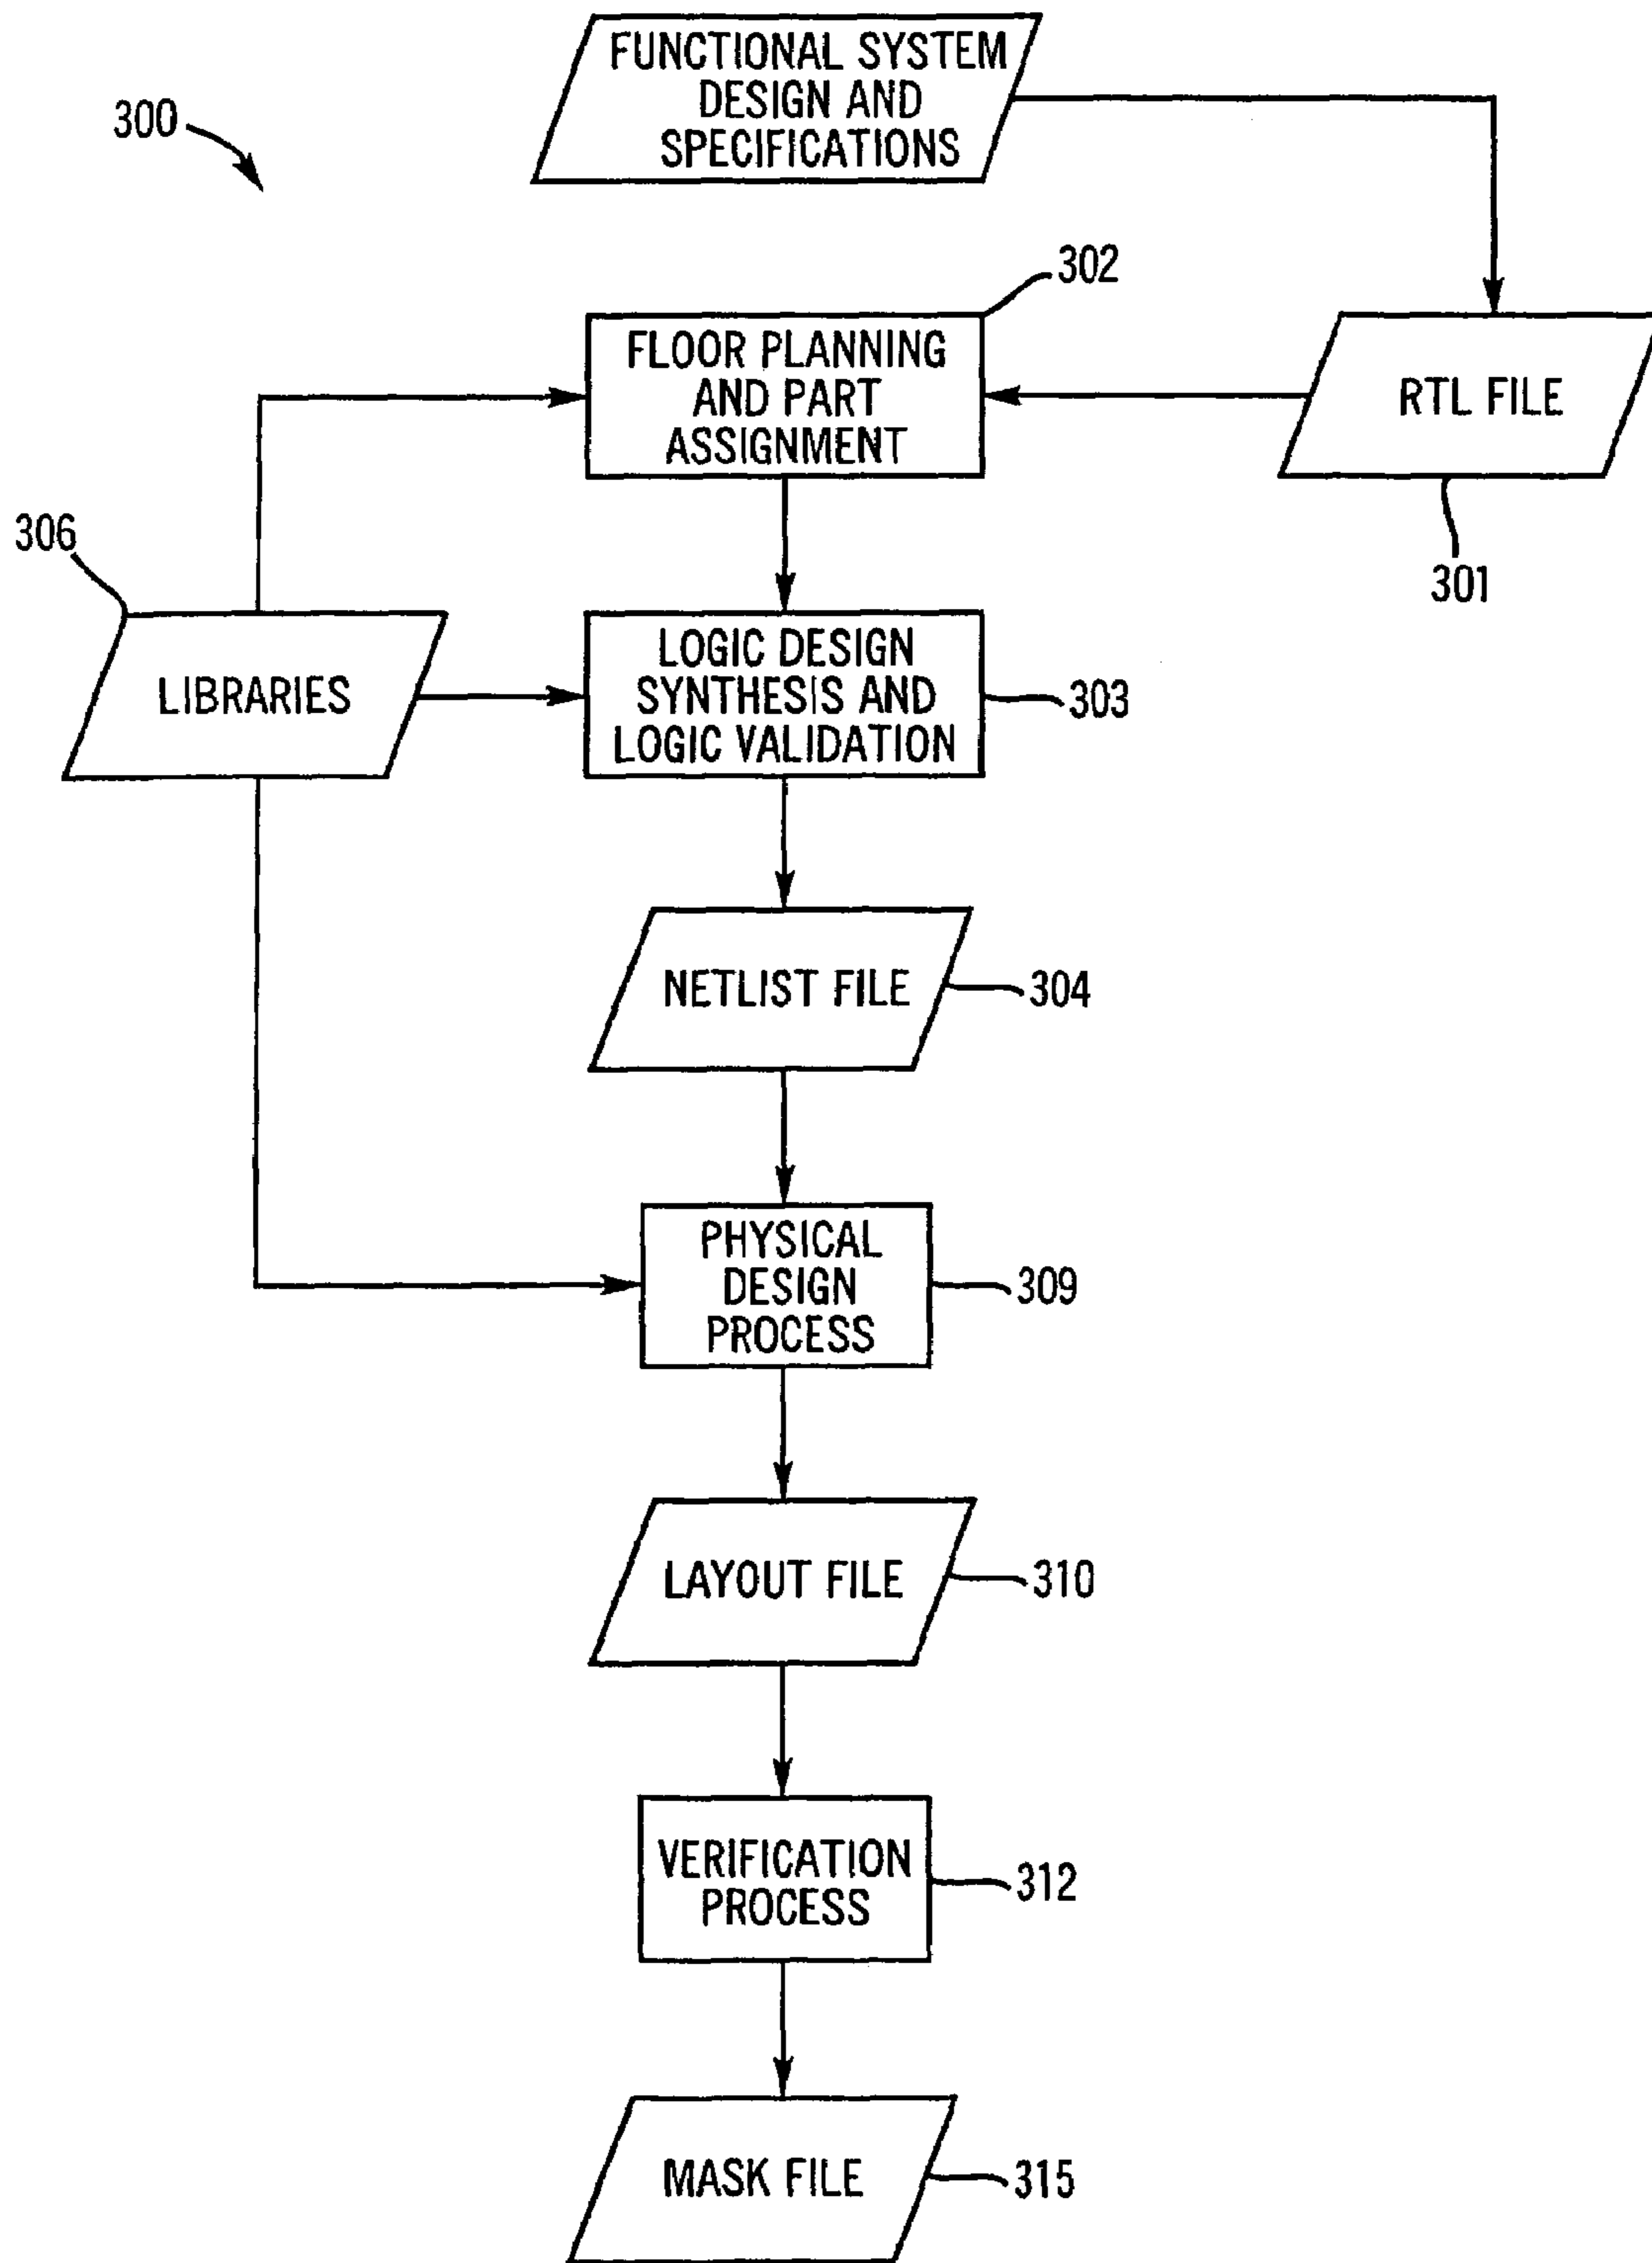 FUNCTIONAL SYSTEM
DESIGN AND
SPECIFICATIONS
300
302
FLOOR PLANNING
AND PART
ASSIGNMENT
RTL FILE
301
306
LIBRARIES
LOGIC DESIGN
SYNTHESIS AND
LOGIC VALIDATION
303
NETLIST FILE
304
PHYSICAL
DESIGN
PROCESS
309
LAYOUT FILE
310
VERIFICATION
PROCESS
312
MASK FILE
315